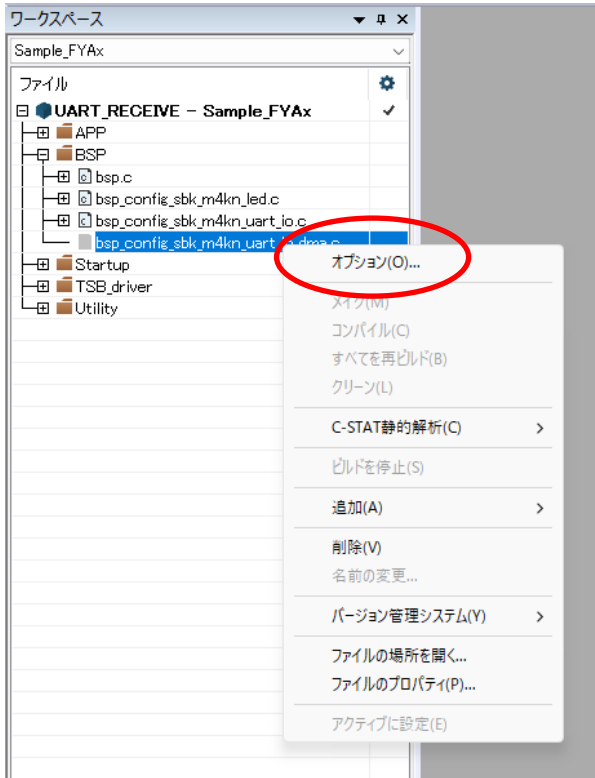 ワークスペース
Sample_FYAx
ファイル
UART_RECEIVE - Sample_FYAx
APP
BSP
bsp.c
bsp_config_sbk_m4kn_led.c
bsp_config_sbk_m4kn_uart_io.c
bsp_config_sbk_m4kn_uart_io_dma.c
Startup
TSB_driver
Utility
オプション(O)...
メイク(M)
コンパイル(C)
すべてを再ビルド(B)
クリーン(L)
C-STAT静的解析(C)
ビルドを停止(S)
追加(A)
削除(V)
名前の変更...
バージョン管理システム(Y)
ファイルの場所を開く...
ファイルのプロパティ(P)...
アクティブに設定(E)